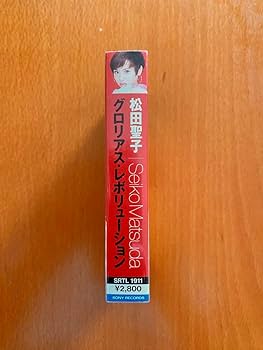 松田聖子 | Seiko Matsuda
グロリアス・レボリューション
SRTL 1911
¥2,800
SONY RECORDS